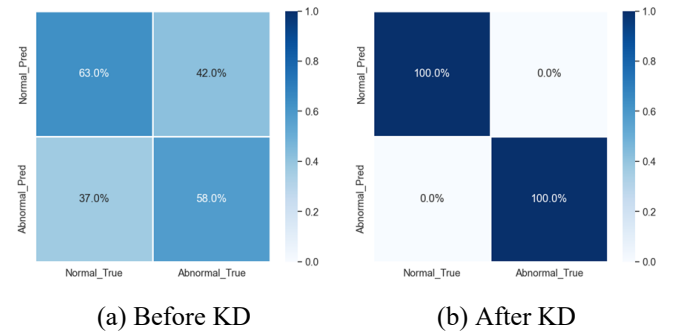 Normal_Pred
63.0%
42.0%
Abnormal_Pred
37.0%
58.0%
Normal_True
Abnormal_True
1.0
0.8
0.6
0.4
0.2
0.0
(a) Before KD
Normal_Pred
100.0%
0.0%
Abnormal_Pred
0.0%
100.0%
Normal_True
Abnormal_True
1.0
0.8
0.6
0.4
0.2
0.0
(b) After KD